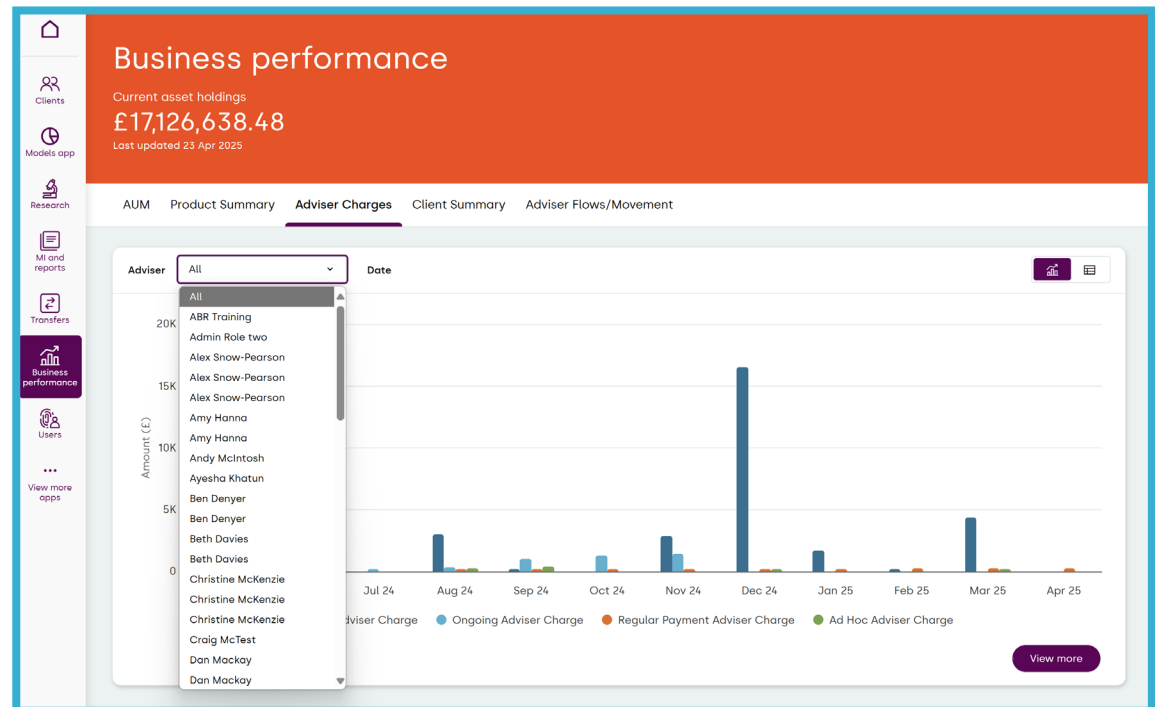 Business performance
Current asset holdings
£17,126,638.48
Last updated 23 Apr 2025
Clients
Models app
Research
MI and
reports
Transfers
Business
performance
Users
View more
apps
AUM Product Summary Adviser Charges Client Summary Adviser Flows/Movement
Adviser All Date
All
ABR Training
Admin Role two
Alex Snow-Pearson
Alex Snow-Pearson
Alex Snow-Pearson
Amy Hanna
Amy Hanna
Andy McIntosh
Ayesha Khatun
Ben Denyer
Ben Denyer
Beth Davies
Beth Davies
Christine McKenzie
Christine McKenzie
Christine McKenzie
Craig McTest
Dan Mackay
Dan Mackay
Amount (£)
20K
15K
10K
5K
0
Jul 24 Aug 24 Sep 24 Oct 24 Nov 24 Dec 24 Jan 25 Feb 25 Mar 25 Apr 25
Charge Ongoing Adviser Charge Regular Payment Adviser Charge Ad Hoc Adviser Charge
View more